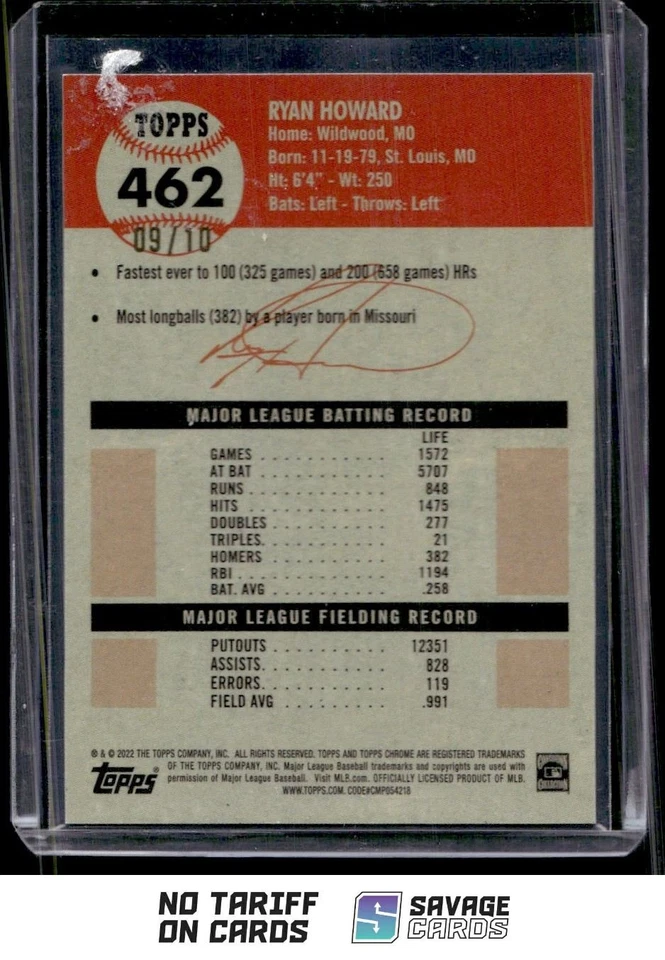 TOPPS
462
09/10
RYAN HOWARD
Home: Wildwood, MO
Born: 11-19-79, St. Louis, MO
Ht: 6'4" - Wt: 250
Bats: Left - Throws: Left
• Fastest ever to 100 (325 games) and 200 (658 games) HRs
• Most longballs (382) by a player born in Missouri
MAJOR LEAGUE BATTING RECORD
LIFE
GAMES . . . . . . . . . . . 1572
AT BAT . . . . . . . . . . . 5707
RUNS . . . . . . . . . . . . 848
HITS . . . . . . . . . . . . 1475
DOUBLES . . . . . . . . . . 277
TRIPLES. . . . . . . . . . . 21
HOMERS . . . . . . . . . . 382
RBI . . . . . . . . . . . . . 1194
BAT. AVG . . . . . . . . . . .258
MAJOR LEAGUE FIELDING RECORD
PUTOUTS . . . . . . . . . . 12351
ASSISTS. . . . . . . . . . . 828
ERRORS. . . . . . . . . . . 119
FIELD AVG . . . . . . . . . .991
® & © 2022 THE TOPPS COMPANY, INC. ALL RIGHTS RESERVED. TOPPS AND TOPPS CHROME ARE REGISTERED TRADEMARKS
OF THE TOPPS COMPANY, INC. Major League Baseball trademarks and copyrights are used with
permission of Major League Baseball. Visit MLB.com. OFFICIALLY LICENSED PRODUCT OF MLB.
WWW.TOPPS.COM. CODE#CMP054218
Topps
NO TARIFF
ON CARDS
SAVAGE
CARDS